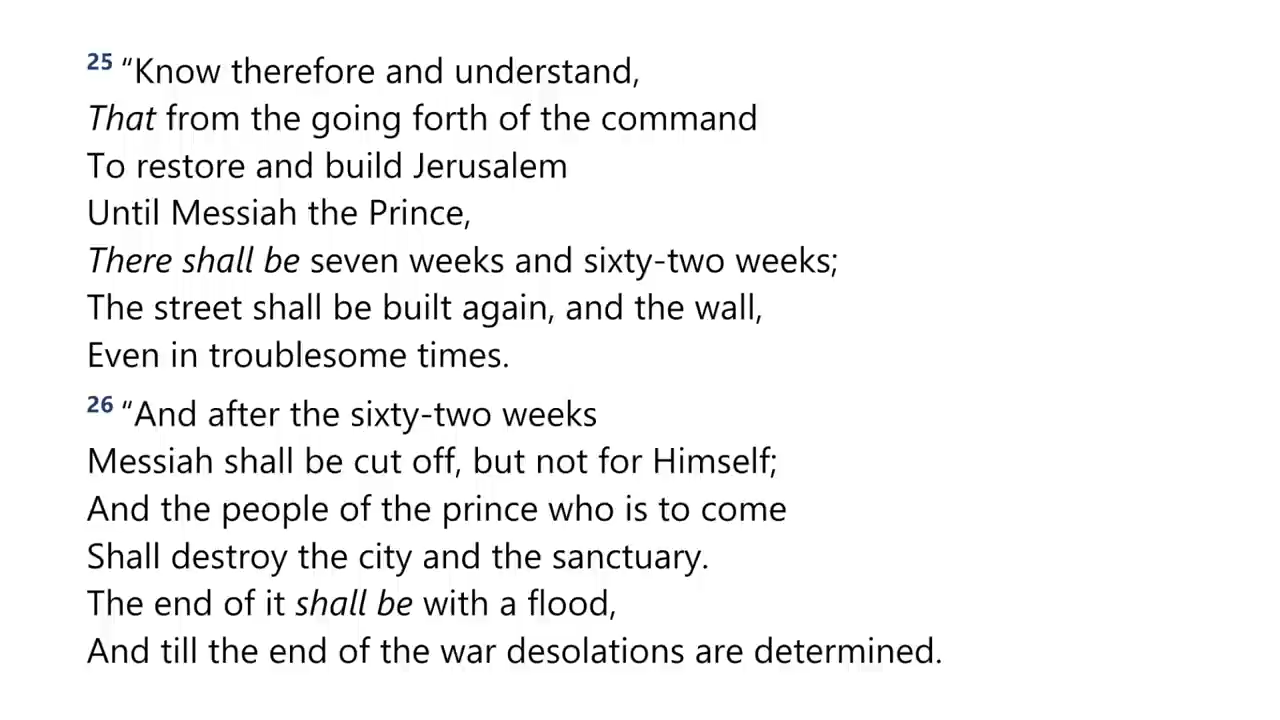 25 “Know therefore and understand,
That from the going forth of the command
To restore and build Jerusalem
Until Messiah the Prince,
There shall be seven weeks and sixty-two weeks;
The street shall be built again, and the wall,
Even in troublesome times.
26 “And after the sixty-two weeks
Messiah shall be cut off, but not for Himself;
And the people of the prince who is to come
Shall destroy the city and the sanctuary.
The end of it shall be with a flood,
And till the end of the war desolations are determined.